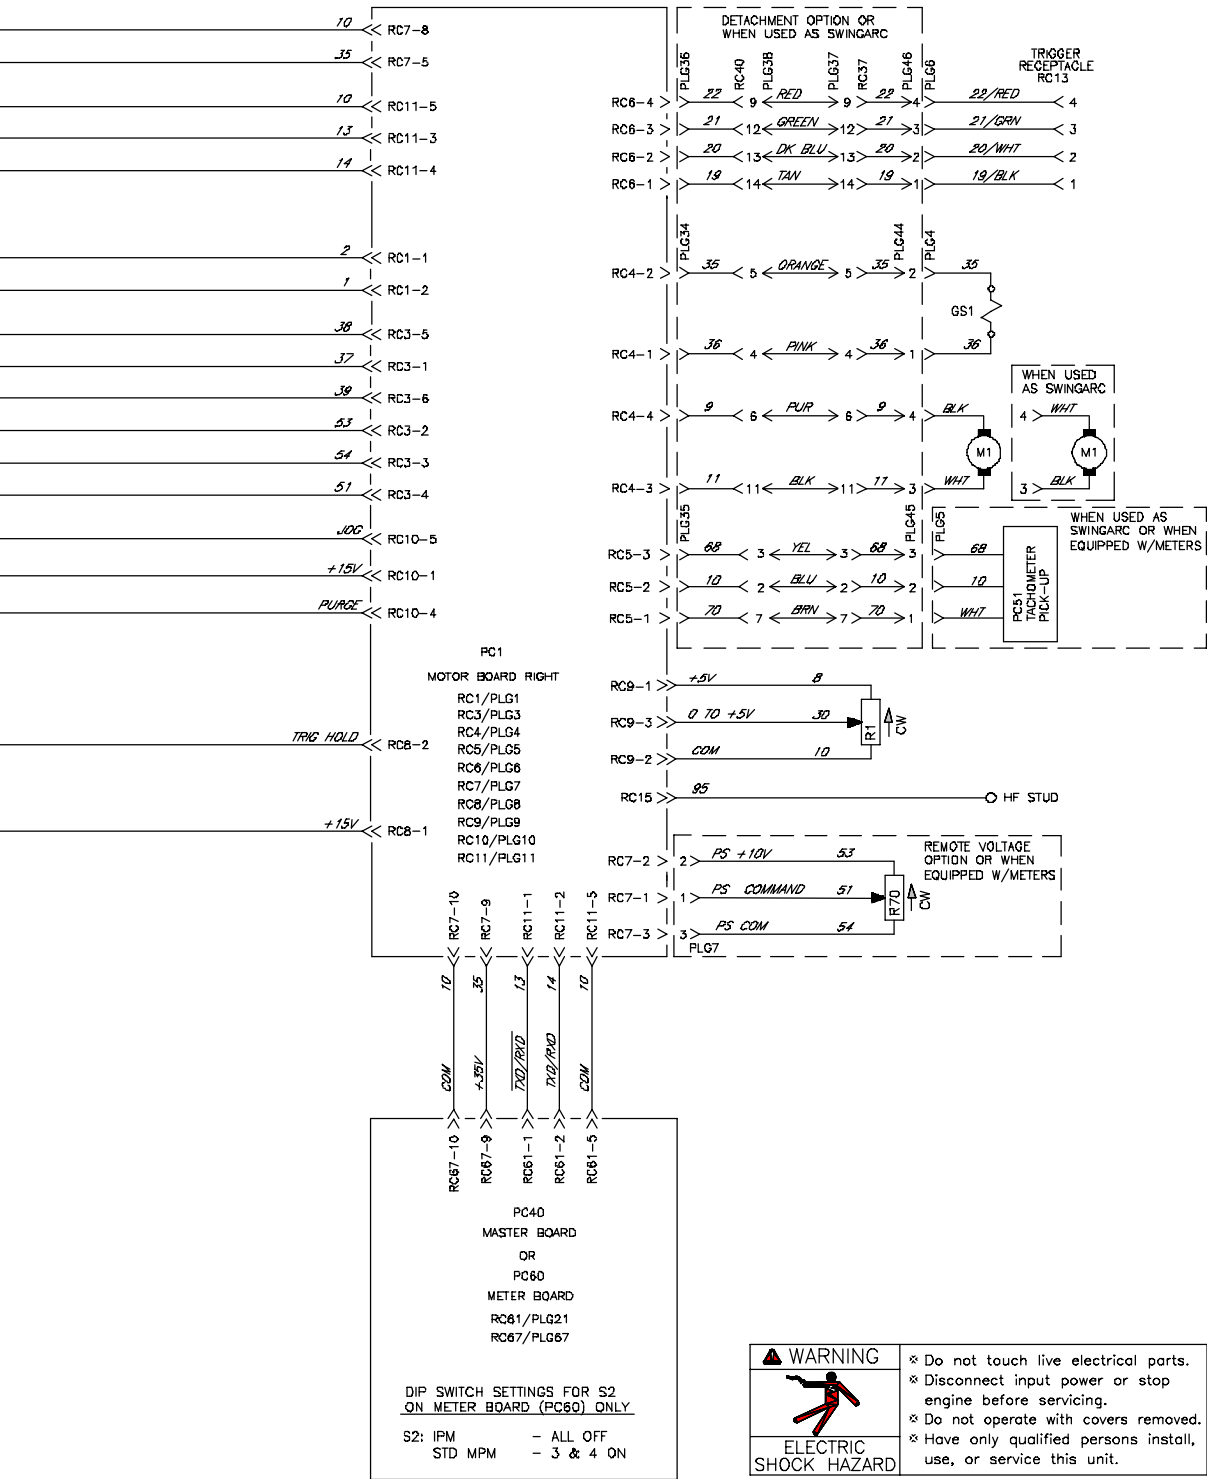 DETACHMENT OPTION OR
WHEN USED AS SWINGARC
PLG36 RC40 PLG38 PLG37 RC37 PLG46 PLG6
TRIGGER
RECEPTACLE
RC13
10 RC7-8
35 RC7-5
10 RC11-5
13 RC11-3
14 RC11-4
2 RC1-1
1 RC1-2
38 RC3-5
37 RC3-1
39 RC3-6
53 RC3-2
54 RC3-3
51 RC3-4
JOG RC10-5
+15V RC10-1
PURGE RC10-4
TRIG HOLD RC8-2
+15V RC8-1
RC6-4 22 9 RED 9 22 4 22/RED 4
RC6-3 21 12 GREEN 12 21 3 21/GRN 3
RC6-2 20 13 DK BLU 13 20 2 20/WHT 2
RC6-1 19 14 TAN 14 19 1 19/BLK 1
PLG34 PLG44 PLG4
RC4-2 35 5 ORANGE 5 35 2 35
GS1
RC4-1 36 4 PINK 4 36 1 36
RC4-4 9 6 PUR 6 9 4 BLK
M1
RC4-3 11 11 BLK 11 11 3 WHT
WHEN USED
AS SWINGARC
4 WHT
M1
3 BLK
PLG35 PLG45 PLG5
WHEN USED AS
SWINGARC OR WHEN
EQUIPPED W/METERS
RC5-3 68 3 YEL 3 68 3 68
RC5-2 10 2 BLU 2 10 2 10
RC5-1 70 7 BRN 7 70 1 WHT
PC51
TACHOMETER
PICK-UP
PC1
MOTOR BOARD RIGHT
RC1/PLG1
RC3/PLG3
RC4/PLG4
RC5/PLG5
RC6/PLG6
RC7/PLG7
RC8/PLG8
RC9/PLG9
RC10/PLG10
RC11/PLG11
RC9-1 +5V 8
RC9-3 0 TO +5V 30 R1 CW
RC9-2 COM 10
RC15 95 HF STUD
REMOTE VOLTAGE
OPTION OR WHEN
EQUIPPED W/METERS
RC7-2 2 PS +10V 53
RC7-1 1 PS COMMAND 51 R70 CW
RC7-3 3 PS COM 54
PLG7
RC7-10 RC7-9 RC11-1 RC11-2 RC11-5
10 35 13 14 10
COM +35V TXD/RXD TXD/RXD COM
RC67-10 RC67-9 RC61-1 RC61-2 RC61-5
PC40
MASTER BOARD
OR
PC60
METER BOARD
RC61/PLG21
RC67/PLG67
DIP SWITCH SETTINGS FOR S2
ON METER BOARD (PC60) ONLY
S2: IPM - ALL OFF
STD MPM - 3 & 4 ON
WARNING
ELECTRIC
SHOCK HAZARD
※ Do not touch live electrical parts.
※ Disconnect input power or stop
engine before servicing.
※ Do not operate with covers removed.
※ Have only qualified persons install,
use, or service this unit.